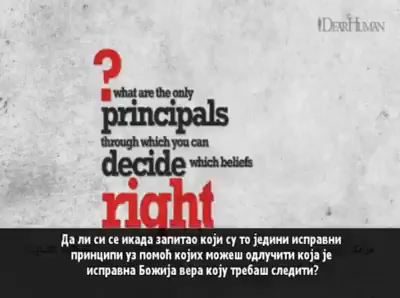 DEARHUMAN
?
what are the only
principals
through which you can
decide which beliefs
right
Да ли си се икада запитао који су то једини исправни
принципи уз помоћ којих можеш одлучити која је
исправна Божија вера коју требаш следити?